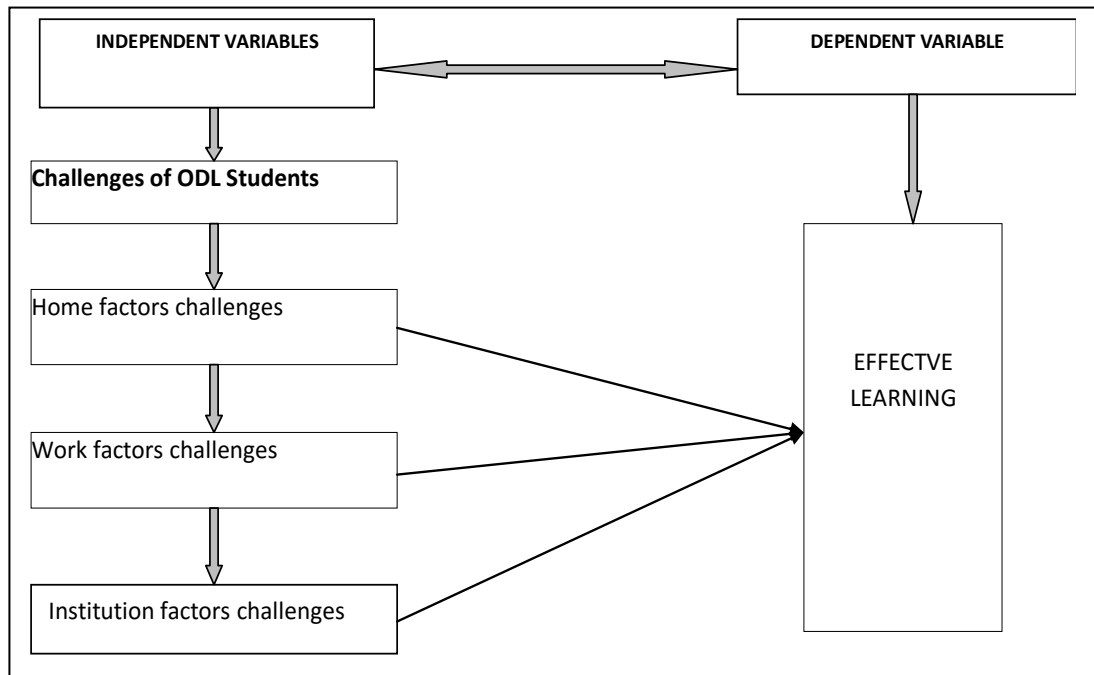 INDEPENDENT VARIABLES
DEPENDENT VARIABLE
Challenges of ODL Students
Home factors challenges
Work factors challenges
Institution factors challenges
EFFECTVE
LEARNING